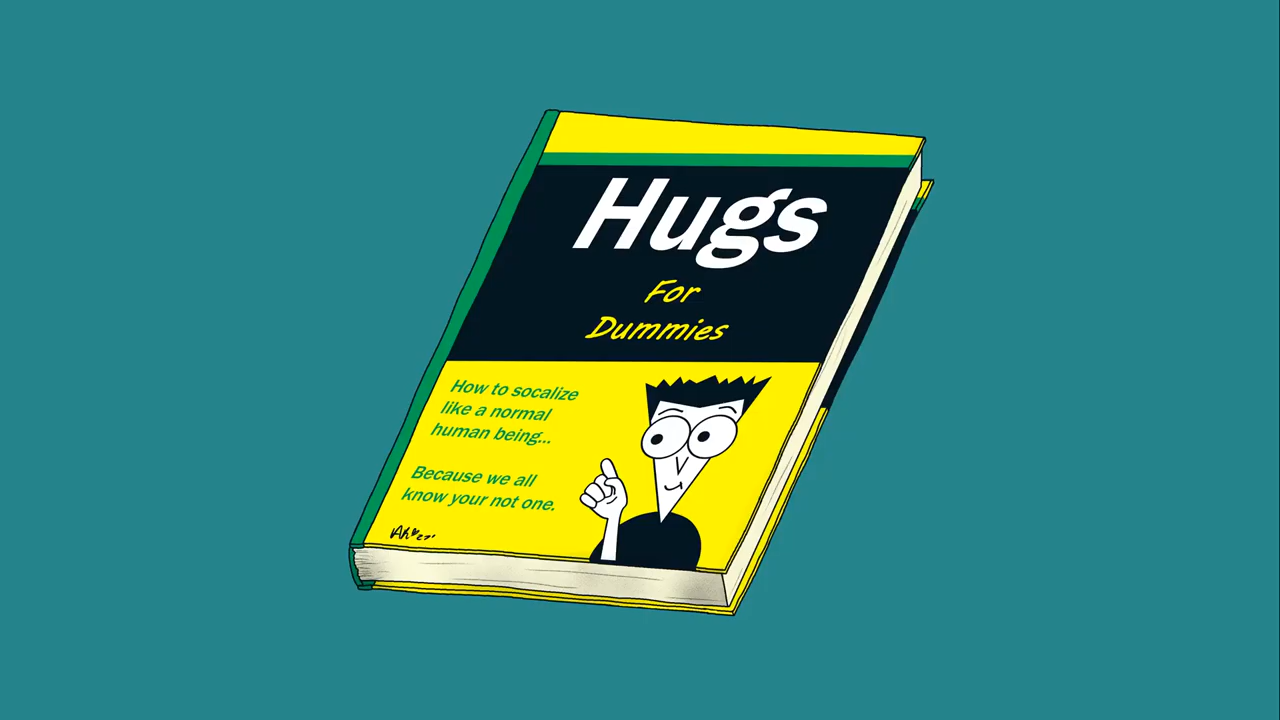 Hugs
For
Dummies
How to socalize
like a normal
human being...
Because we all
know your not one.